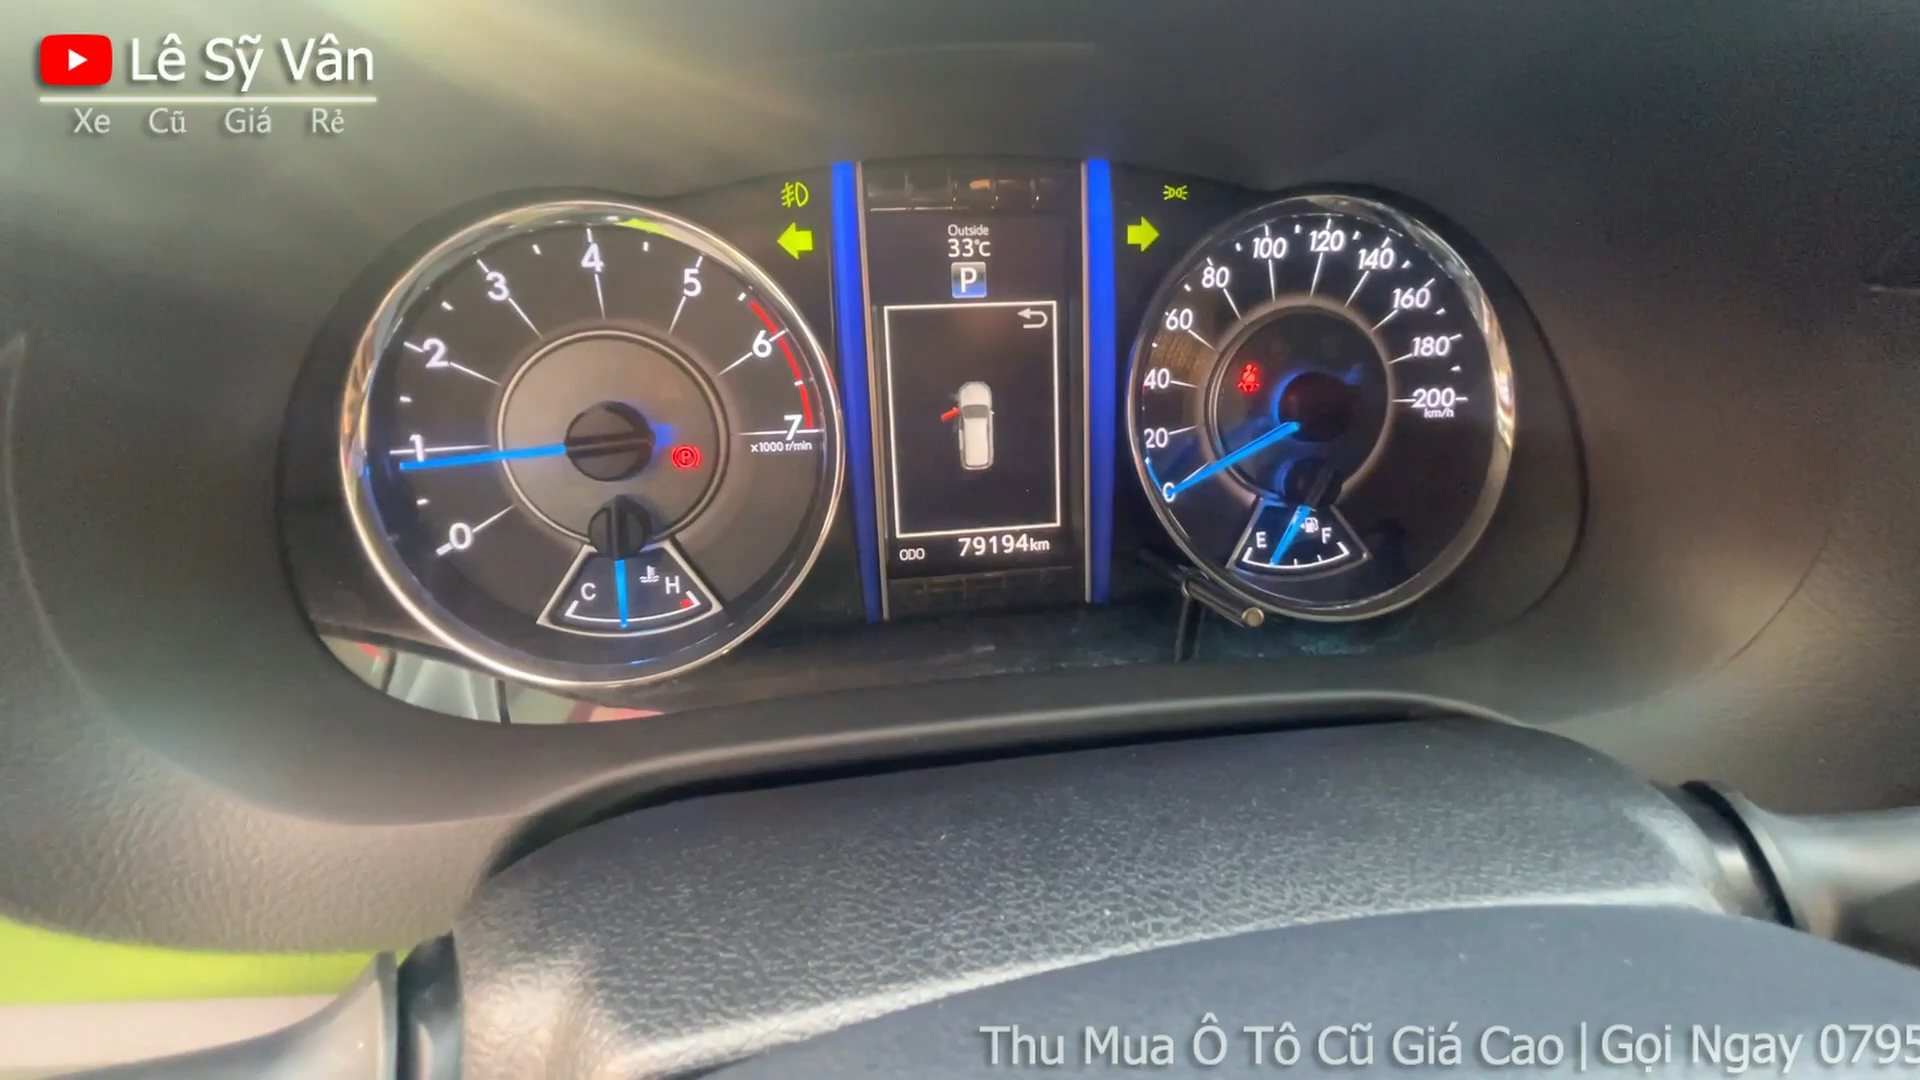 Lê Sỹ Vân
Xe Cũ Giá Rẻ
Outside
33°C
P
0
1
2
3
4
5
6
7
x1000 r/min
P
C
H
ODO 79194km
0
20
40
60
80
100
120
140
160
180
200
km/h
E
F
Thu Mua Ô Tô Cũ Giá Cao | Gọi Ngay 0795